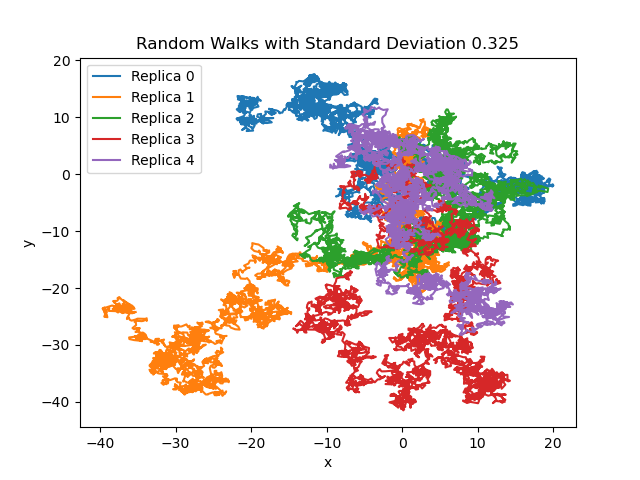 Random Walks with Standard Deviation 0.325
Replica 0
Replica 1
Replica 2
Replica 3
Replica 4
20
10
0
−10
−20
−30
−40
y
−40 −30 −20 −10 0 10 20
x